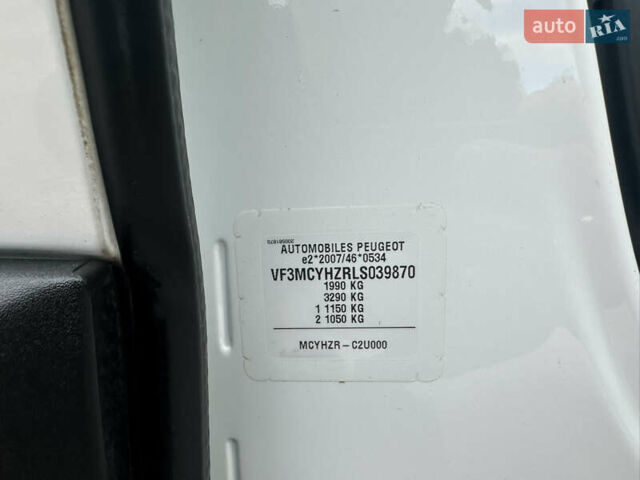 auto RIA
.com
AUTOMOBILES PEUGEOT
e2*2007/46*0534
VF3MCYHZRLS039870
1990 KG
3290 KG
1 1150 KG
2 1050 KG
MCYHZR – C2U000